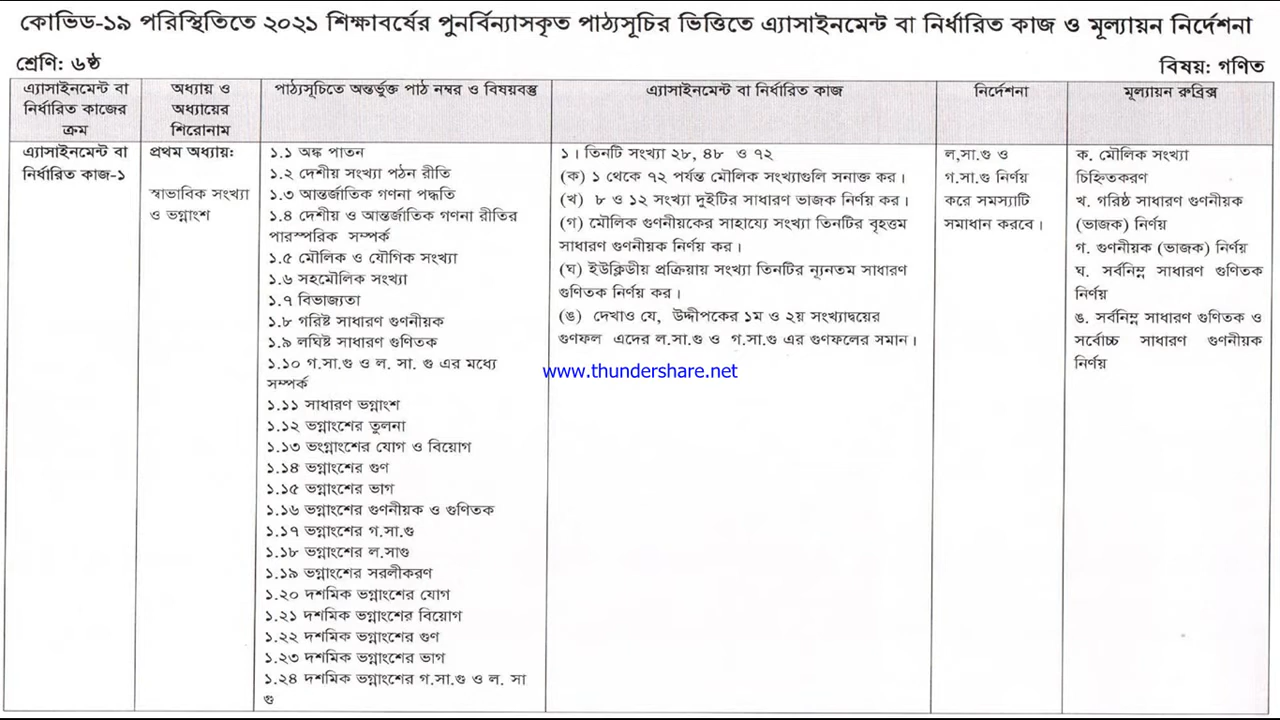 কোভিড-১৯ পরিস্থিতিতে ২০২১ শিক্ষাবর্ষের পুনর্বিন্যাসকৃত পাঠ্যসূচির ভিত্তিতে এ্যাসাইনমেন্ট বা নির্ধারিত কাজ ও মূল্যায়ন নির্দেশনা
শ্রেণি: ৬ষ্ঠ
বিষয়: গণিত
এ্যাসাইনমেন্ট বা
নির্ধারিত কাজের
ক্রম
অধ্যায় ও
অধ্যায়ের
শিরোনাম
পাঠ্যসূচিতে অন্তর্ভুক্ত পাঠ নম্বর ও বিষয়বস্তু
এ্যাসাইনমেন্ট বা নির্ধারিত কাজ
নির্দেশনা
মূল্যায়ন রুব্রিক্স
এ্যাসাইনমেন্ট বা
নির্ধারিত কাজ-১
প্রথম অধ্যায়:
স্বাভাবিক সংখ্যা
ও ভগ্নাংশ
১.১ অঙ্ক পাতন
১.২ দেশীয় সংখ্যা পঠন রীতি
১.৩ আন্তর্জাতিক গণনা পদ্ধতি
১.৪ দেশীয় ও আন্তর্জাতিক গণনা রীতির
পারস্পরিক সম্পর্ক
১.৫ মৌলিক ও যৌগিক সংখ্যা
১.৬ সহমৌলিক সংখ্যা
১.৭ বিভাজ্যতা
১.৮ গরিষ্ট সাধারণ গুণনীয়ক
১.৯ লঘিষ্ট সাধারণ গুণিতক
১.১০ গ.সা.গু ও ল. সা. গু এর মধ্যে
সম্পর্ক
১.১১ সাধারণ ভগ্নাংশ
১.১২ ভগ্নাংশের তুলনা
১.১৩ ভংগ্নাংশের যোগ ও বিয়োগ
১.১৪ ভগ্নাংশের গুণ
১.১৫ ভগ্নাংশের ভাগ
১.১৬ ভগ্নাংশের গুণনীয়ক ও গুণিতক
১.১৭ ভগ্নাংশের গ.সা.গু
১.১৮ ভগ্নাংশের ল.সাগু
১.১৯ ভগ্নাংশের সরলীকরণ
১.২০ দশমিক ভগ্নাংশের যোগ
১.২১ দশমিক ভগ্নাংশের বিয়োগ
১.২২ দশমিক ভগ্নাংশের গুণ
১.২৩ দশমিক ভগ্নাংশের ভাগ
১.২৪ দশমিক ভগ্নাংশের গ.সা.গু ও ল. সা
গু
১। তিনটি সংখ্যা ২৮, ৪৮ ও ৭২
(ক) ১ থেকে ৭২ পর্যন্ত মৌলিক সংখ্যাগুলি সনাক্ত কর।
(খ) ৮ ও ১২ সংখ্যা দুইটির সাধারণ ভাজক নির্ণয় কর।
(গ) মৌলিক গুণনীয়কের সাহায্যে সংখ্যা তিনটির বৃহত্তম
সাধারণ গুণনীয়ক নির্ণয় কর।
(ঘ) ইউক্লিডীয় প্রক্রিয়ায় সংখ্যা তিনটির ন্যূনতম সাধারণ
গুণিতক নির্ণয় কর।
(ঙ) দেখাও যে, উদ্দীপকের ১ম ও ২য় সংখ্যাদ্বয়ের
গুণফল এদের ল.সা.গু ও গ.সা.গু এর গুণফলের সমান।
www.thundershare.net
ল,সা.গু ও
গ.সা.গু নির্ণয়
করে সমস্যাটি
সমাধান করবে।
ক. মৌলিক সংখ্যা
চিহ্নিতকরণ
খ. গরিষ্ঠ সাধারণ গুণনীয়ক
(ভাজক) নির্ণয়
গ. গুণনীয়ক (ভাজক) নির্ণয়
ঘ. সর্বনিম্ন সাধারণ গুণিতক
নির্ণয়
ঙ. সর্বনিম্ন সাধারণ গুণিতক ও
সর্বোচ্চ সাধারণ গুণনীয়ক
নির্ণয়